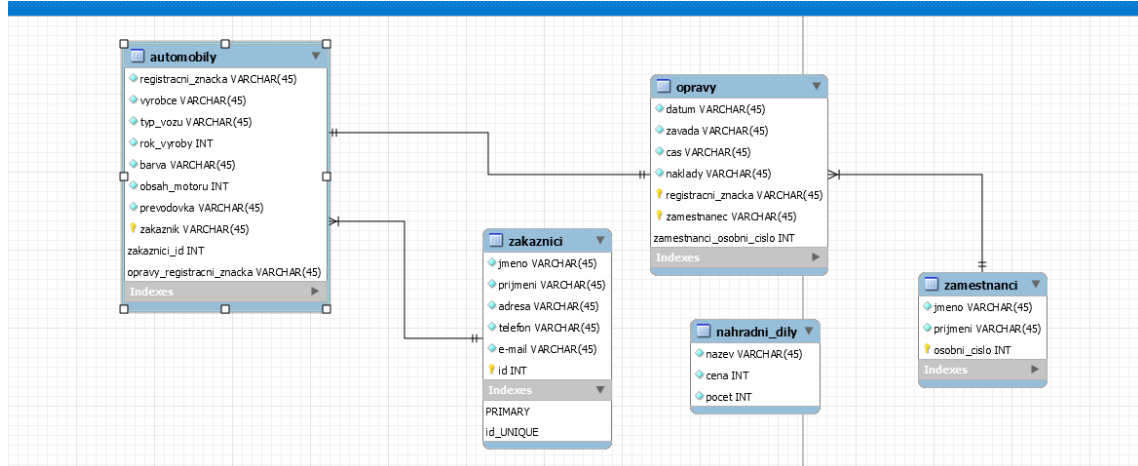 automobily
registracni_znacka VARCHAR(45)
vyrobce VARCHAR(45)
typ_vozu VARCHAR(45)
rok_vyroby INT
barva VARCHAR(45)
obsah_motoru INT
prevodovka VARCHAR(45)
zakaznik VARCHAR(45)
zakaznici_id INT
opravy_registracni_znacka VARCHAR(45)
Indexes
zakaznici
jmeno VARCHAR(45)
prijmeni VARCHAR(45)
adresa VARCHAR(45)
telefon VARCHAR(45)
e-mail VARCHAR(45)
id INT
Indexes
PRIMARY
id_UNIQUE
opravy
datum VARCHAR(45)
zavada VARCHAR(45)
cas VARCHAR(45)
naklady VARCHAR(45)
registracni_znacka VARCHAR(45)
zamestnanec VARCHAR(45)
zamestnanci_osobni_cislo INT
Indexes
nahradni_dily
nazev VARCHAR(45)
cena INT
pocet INT
zamestnanci
jmeno VARCHAR(45)
prijmeni VARCHAR(45)
osobni_cislo INT
Indexes